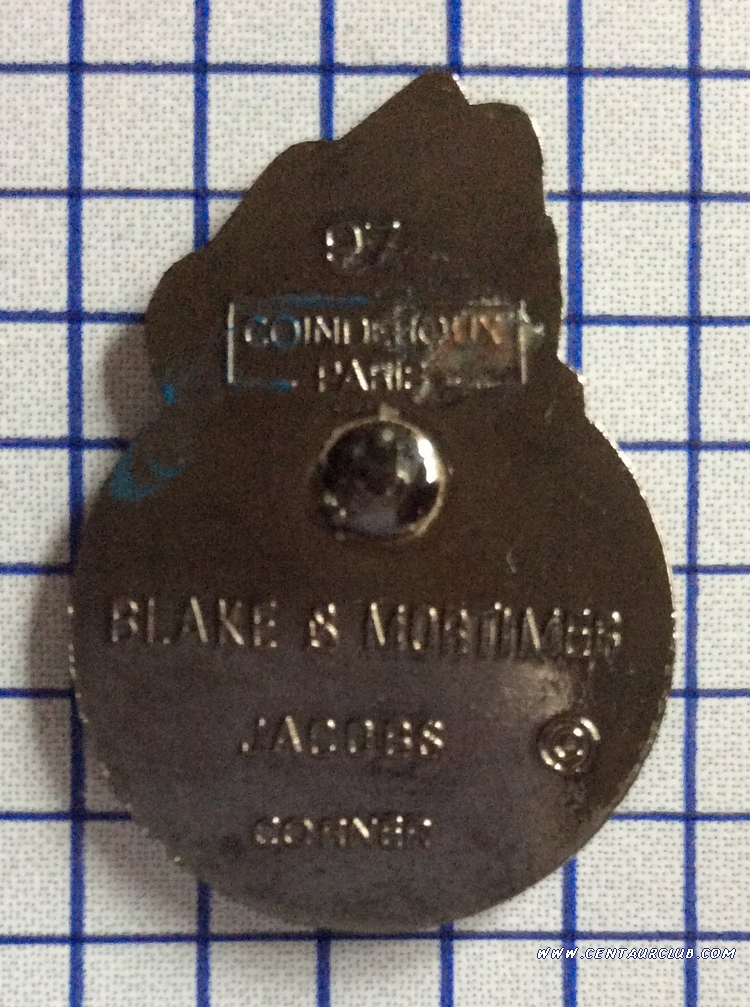 97
COINDEROUX
PARIS
BLAKE & MORTIMER
JACOBS ©
CORNER
WWW.CENTAURCLUB.COM